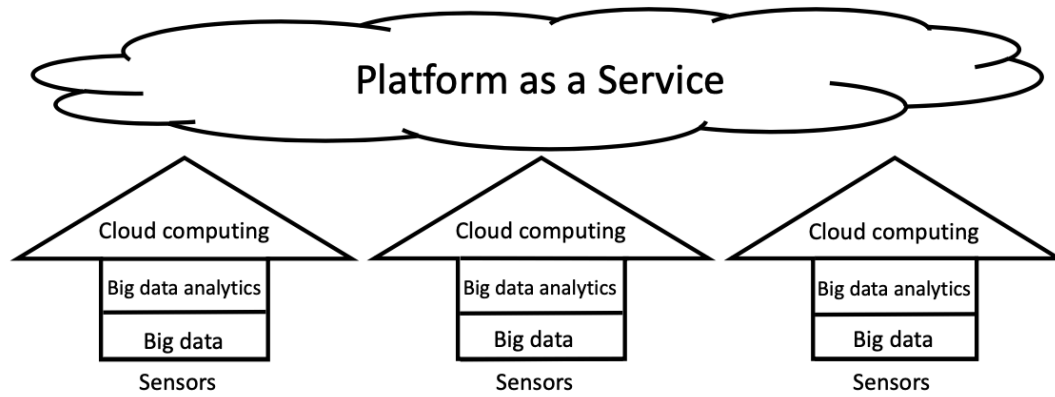 Platform as a Service
Cloud computing
Big data analytics
Big data
Sensors
Cloud computing
Big data analytics
Big data
Sensors
Cloud computing
Big data analytics
Big data
Sensors